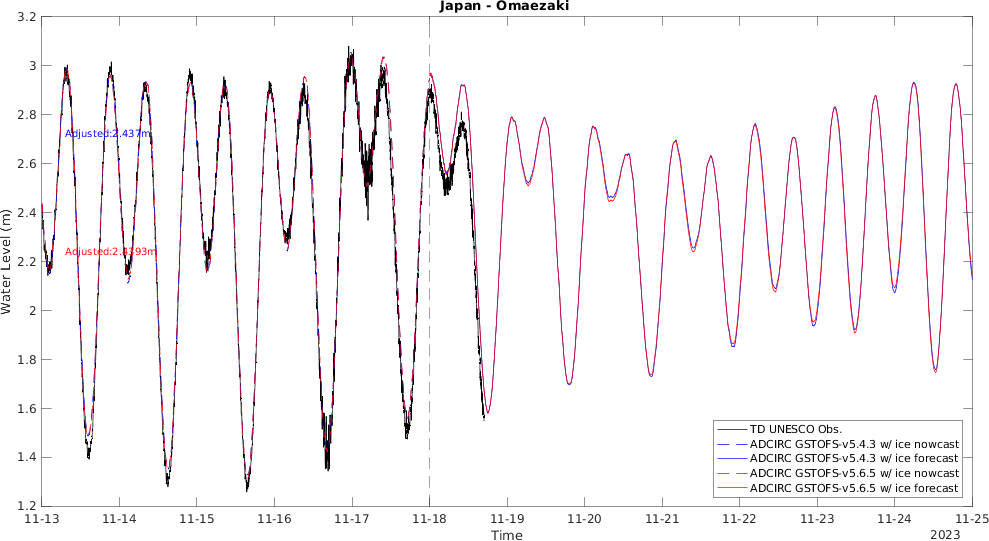 Japan - Omaezaki
3.2
3
2.8
2.6
2.4
2.2
2
1.8
1.6
1.4
1.2
Water Level (m)
Adjusted:2.437m
Adjusted:2.4393m
TD UNESCO Obs.
ADCIRC GSTOFS-v5.4.3 w/ ice nowcast
ADCIRC GSTOFS-v5.4.3 w/ ice forecast
ADCIRC GSTOFS-v5.6.5 w/ ice nowcast
ADCIRC GSTOFS-v5.6.5 w/ ice forecast
11-13 11-14 11-15 11-16 11-17 11-18 11-19 11-20 11-21 11-22 11-23 11-24 11-25
Time
2023